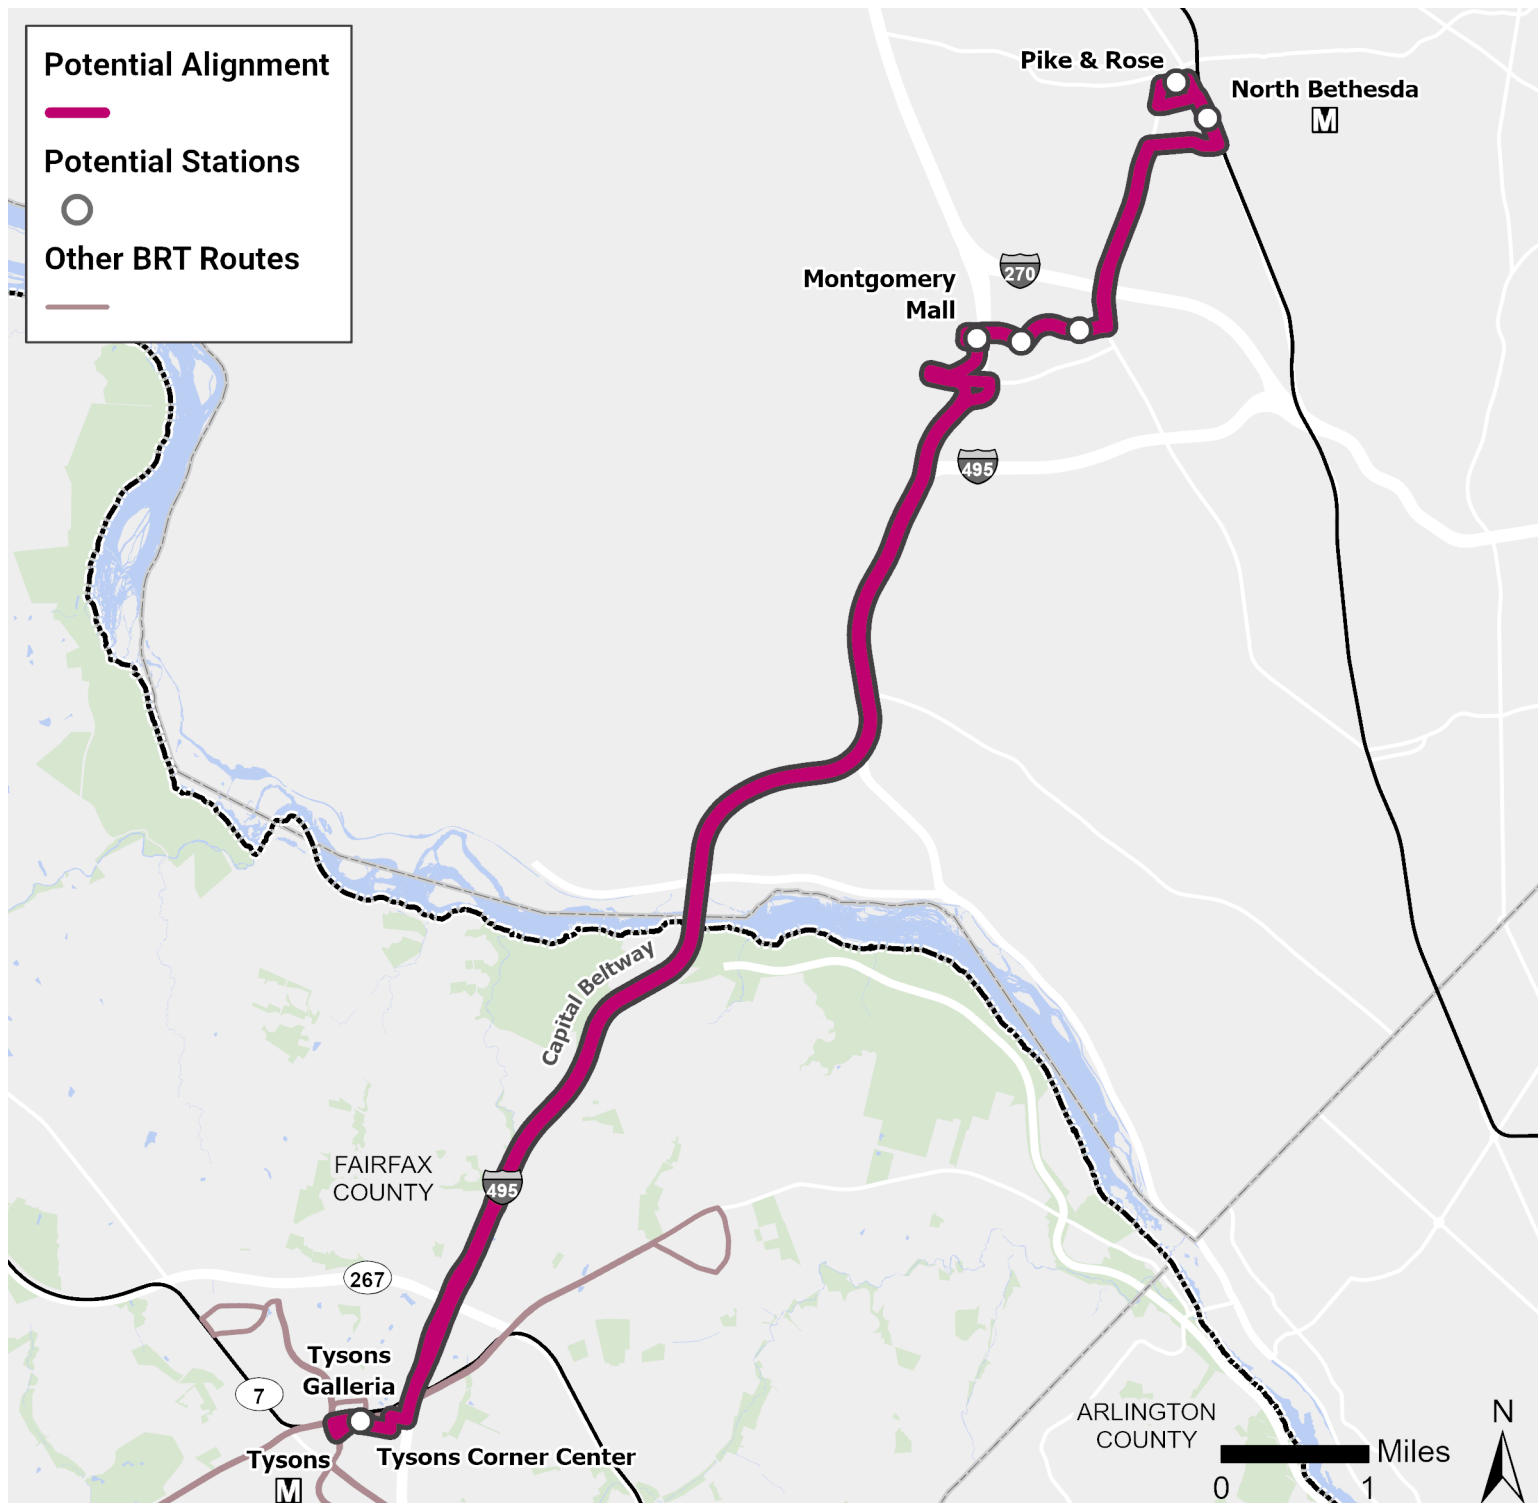 Potential Alignment
Potential Stations
Other BRT Routes
Pike & Rose
North Bethesda
M
270
Montgomery
Mall
495
Capital Beltway
FAIRFAX
COUNTY
495
267
Tysons
Galleria
7
Tysons Corner Center
Tysons
M
ARLINGTON
COUNTY
N
Miles
0 1